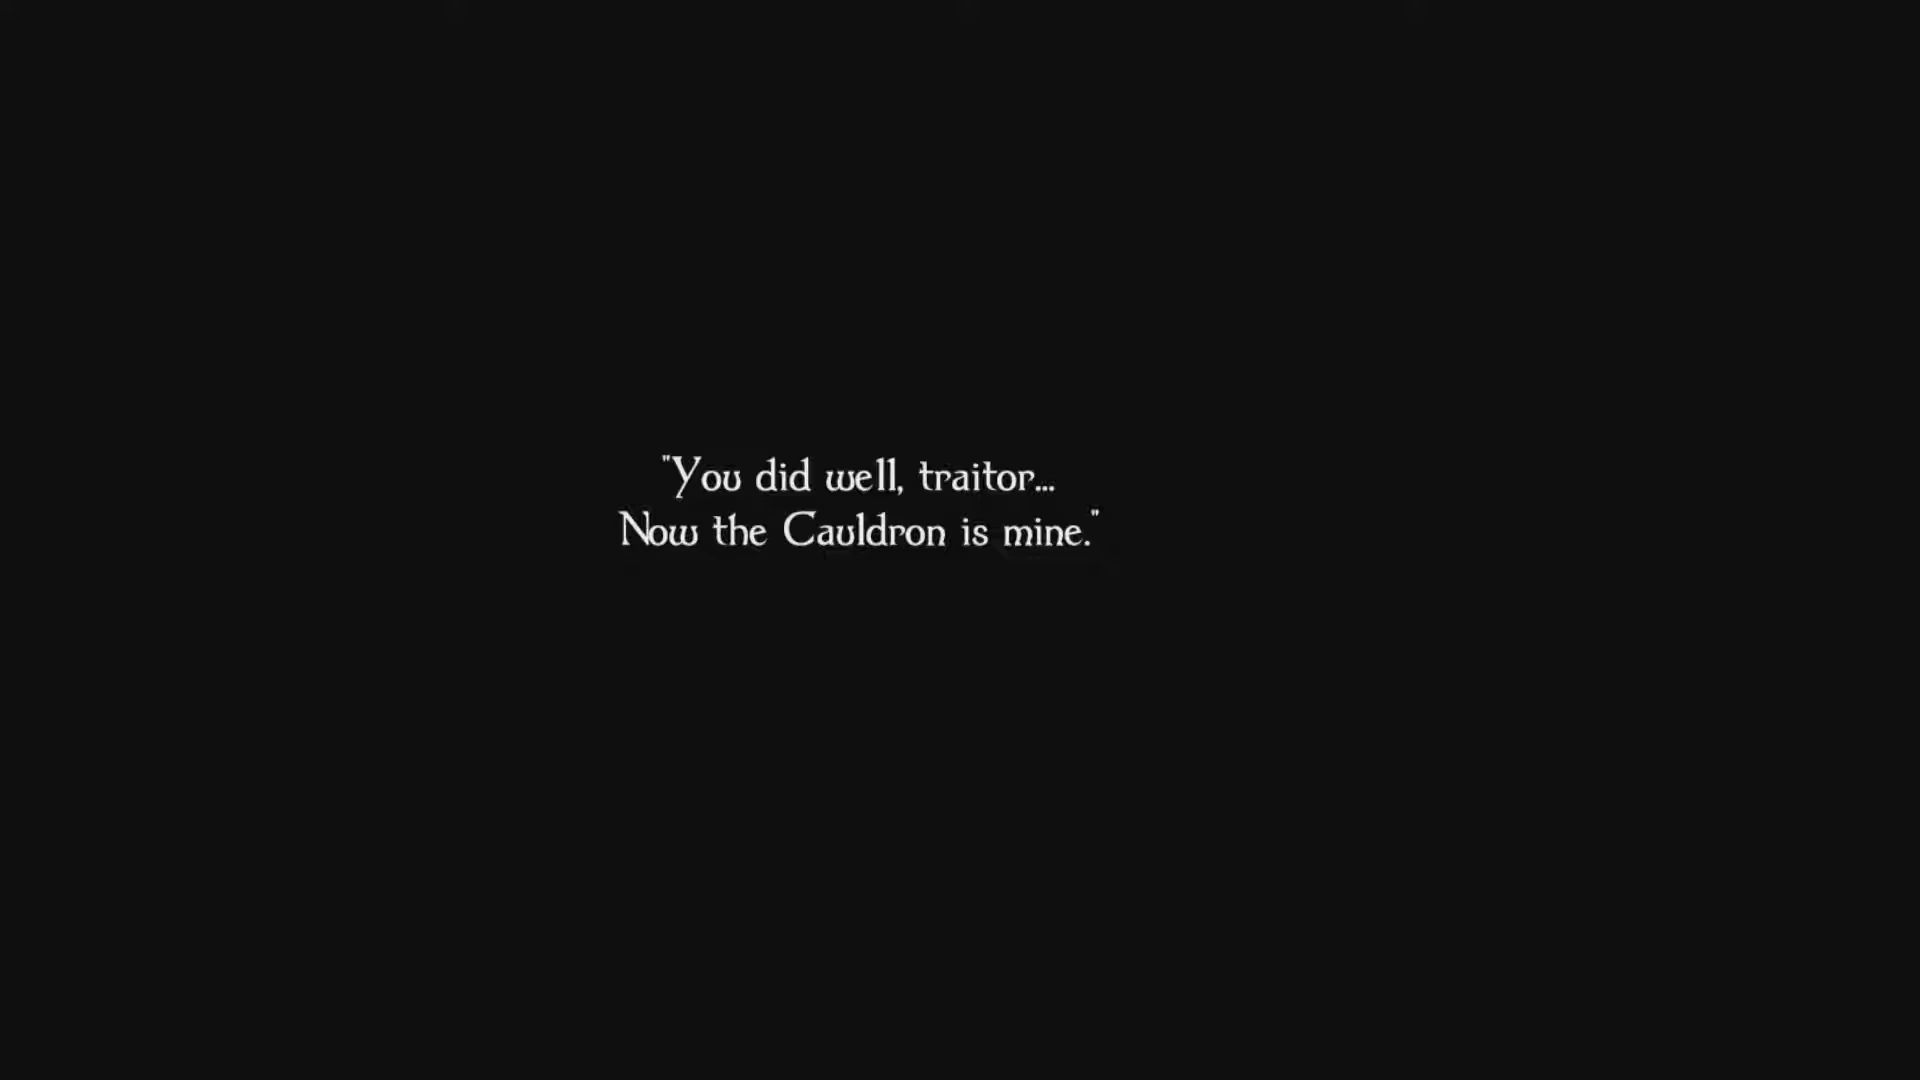 "You did well, traitor...
Now the Cauldron is mine."